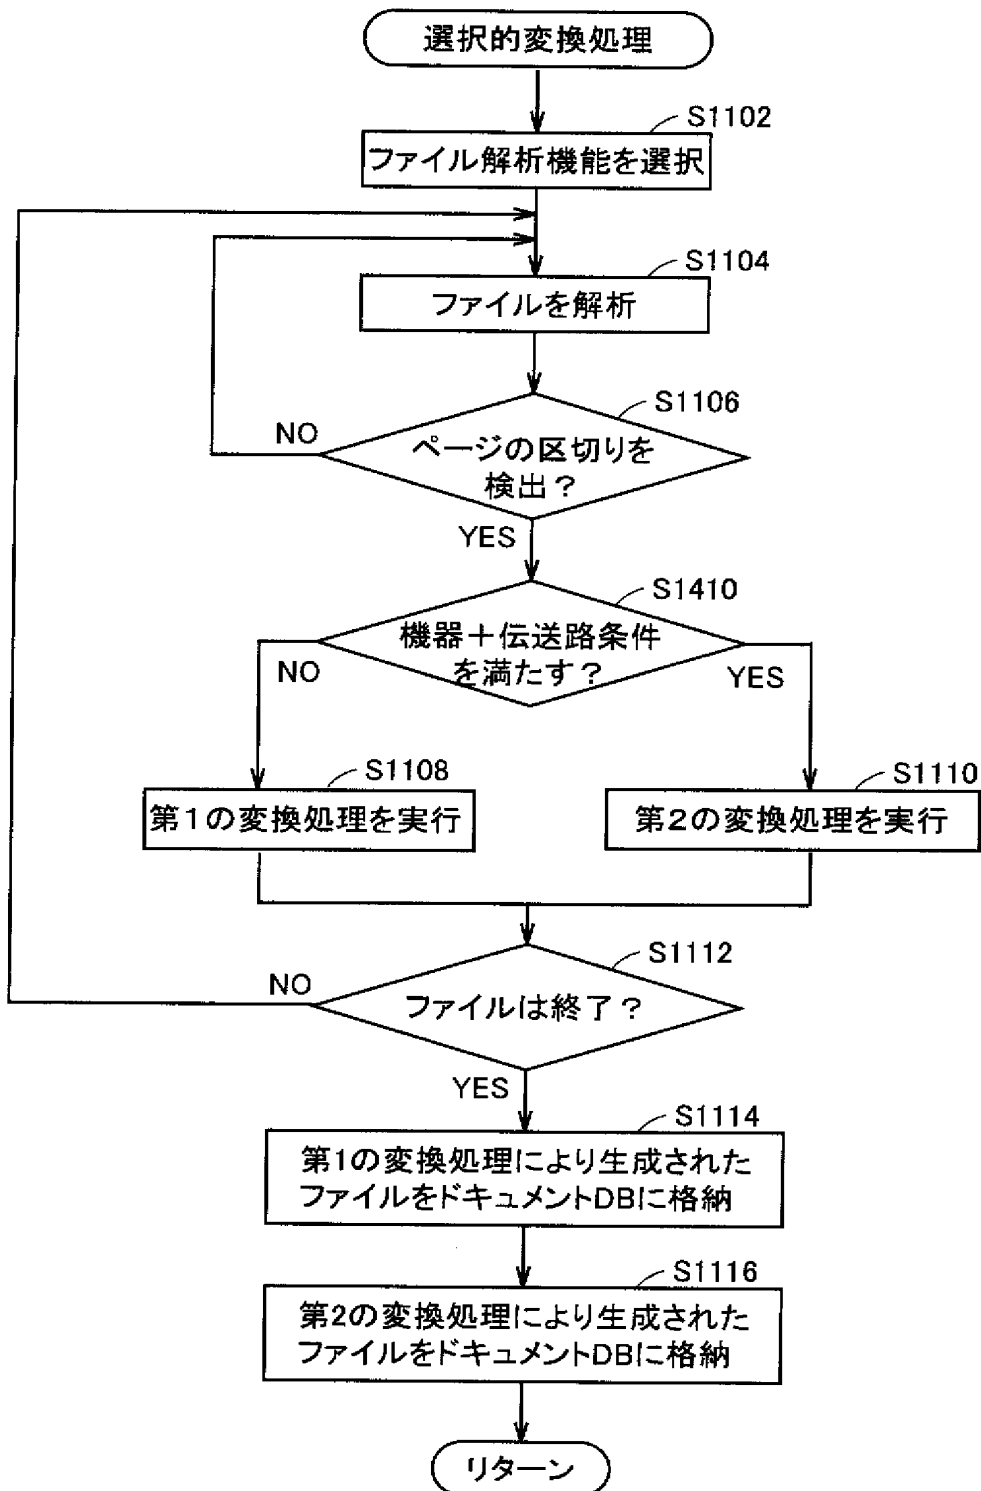 選択的変換処理
S1102
ファイル解析機能を選択
S1104
ファイルを解析
S1106
ページの区切りを
検出？
NO
YES
S1410
機器＋伝送路条件
を満たす？
NO
YES
S1108
第1の変換処理を実行
S1110
第2の変換処理を実行
S1112
ファイルは終了？
NO
YES
S1114
第1の変換処理により生成された
ファイルをドキュメントDBに格納
S1116
第2の変換処理により生成された
ファイルをドキュメントDBに格納
リターン